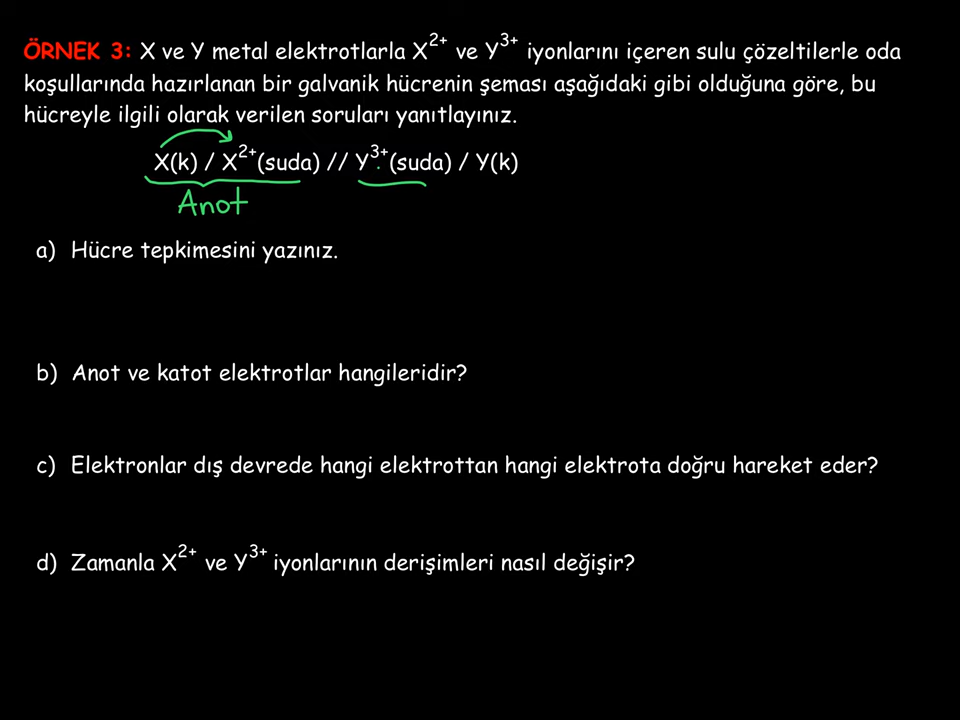 ÖRNEK 3: X ve Y metal elektrotlarla X²⁺ ve Y³⁺ iyonlarını içeren sulu çözeltilerle oda
koşullarında hazırlanan bir galvanik hücrenin şeması aşağıdaki gibi olduğuna göre, bu
hücreyle ilgili olarak verilen soruları yanıtlayınız.
X(k) / X²⁺(suda) // Y³⁺(suda) / Y(k)
Anot
a) Hücre tepkimesini yazınız.
b) Anot ve katot elektrotlar hangileridir?
c) Elektronlar dış devrede hangi elektrottan hangi elektrota doğru hareket eder?
d) Zamanla X²⁺ ve Y³⁺ iyonlarının derişimleri nasıl değişir?